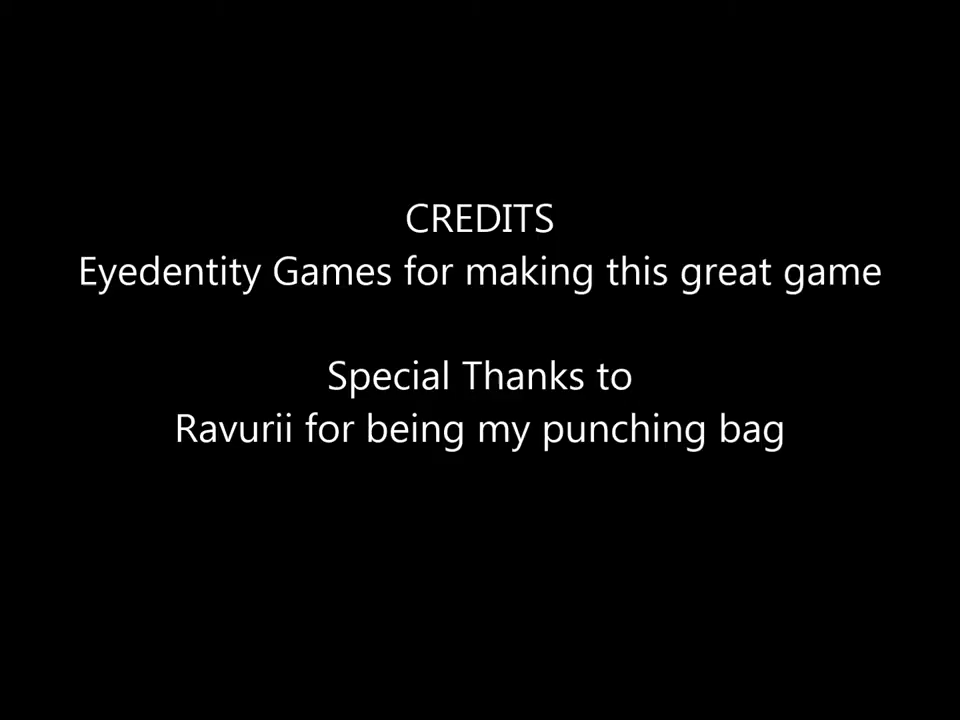 CREDITS
Eyedentity Games for making this great game
Special Thanks to
Ravurii for being my punching bag